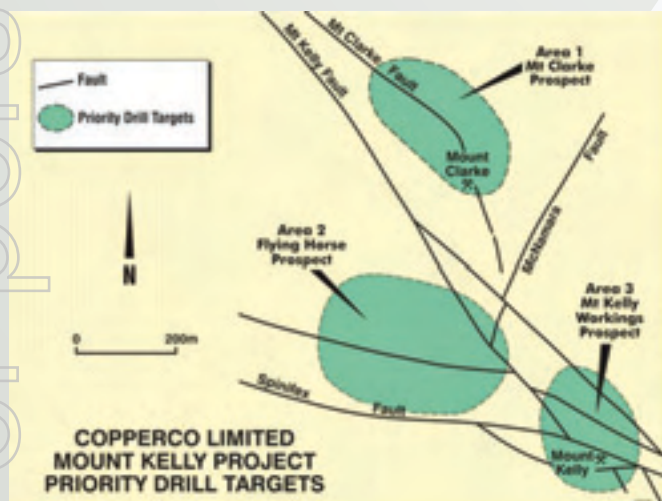 Fault
Priority Drill Targets
N
0 200m
Mt Kelly Fault
Mt Clarke Fault
Area 1
Mt Clarke
Prospect
Mount
Clarke
McNamara Fault
Area 2
Flying Horse
Prospect
Area 3
Mt Kelly
Workings
Prospect
Spinifex Fault
Mount
Kelly
COPPERCO LIMITED
MOUNT KELLY PROJECT
PRIORITY DRILL TARGETS